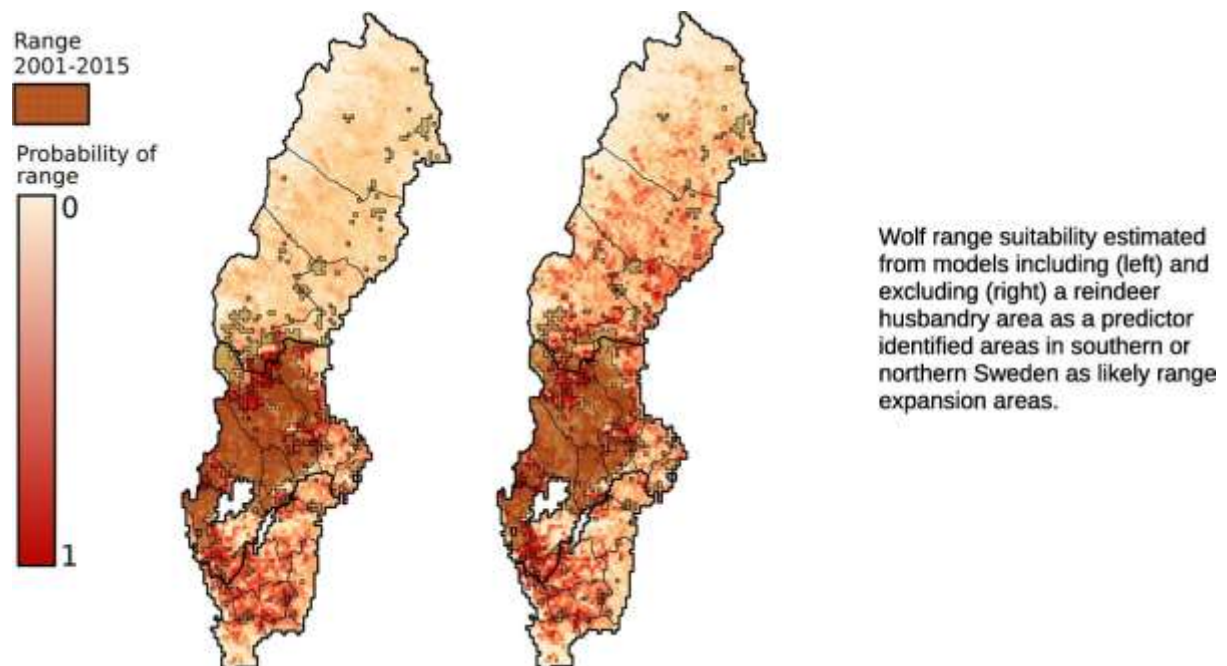 Range
2001-2015
Probability of
range
0
1
Wolf range suitability estimated
from models including (left) and
excluding (right) a reindeer
husbandry area as a predictor
identified areas in southern or
northern Sweden as likely range
expansion areas.